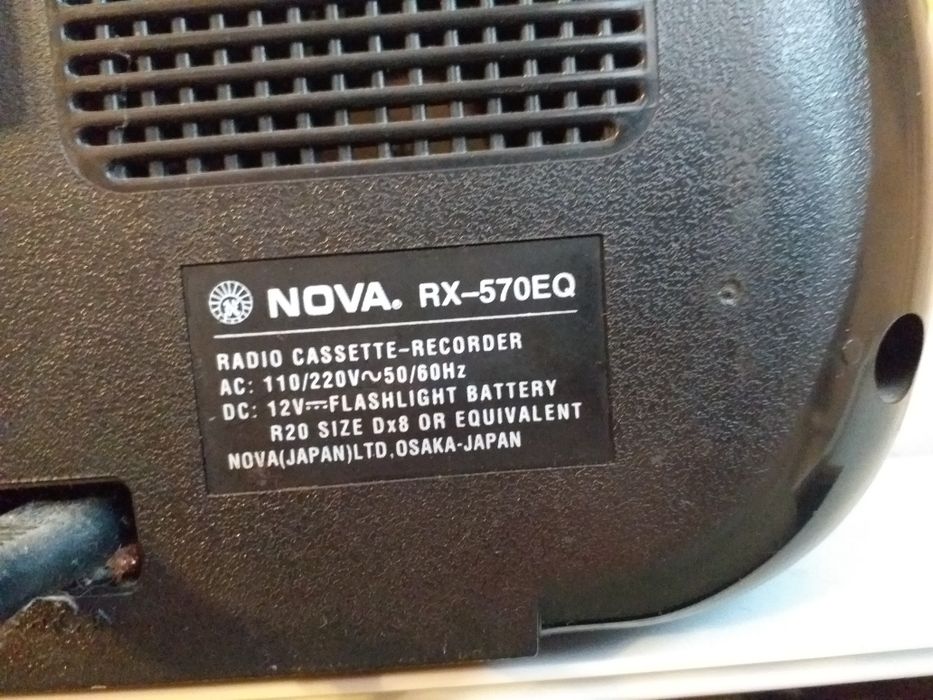 NOVA. RX-570EQ
RADIO CASSETTE-RECORDER
AC: 110/220V∿50/60Hz
DC: 12V⎓FLASHLIGHT BATTERY
R20 SIZE Dx8 OR EQUIVALENT
NOVA(JAPAN)LTD,OSAKA-JAPAN